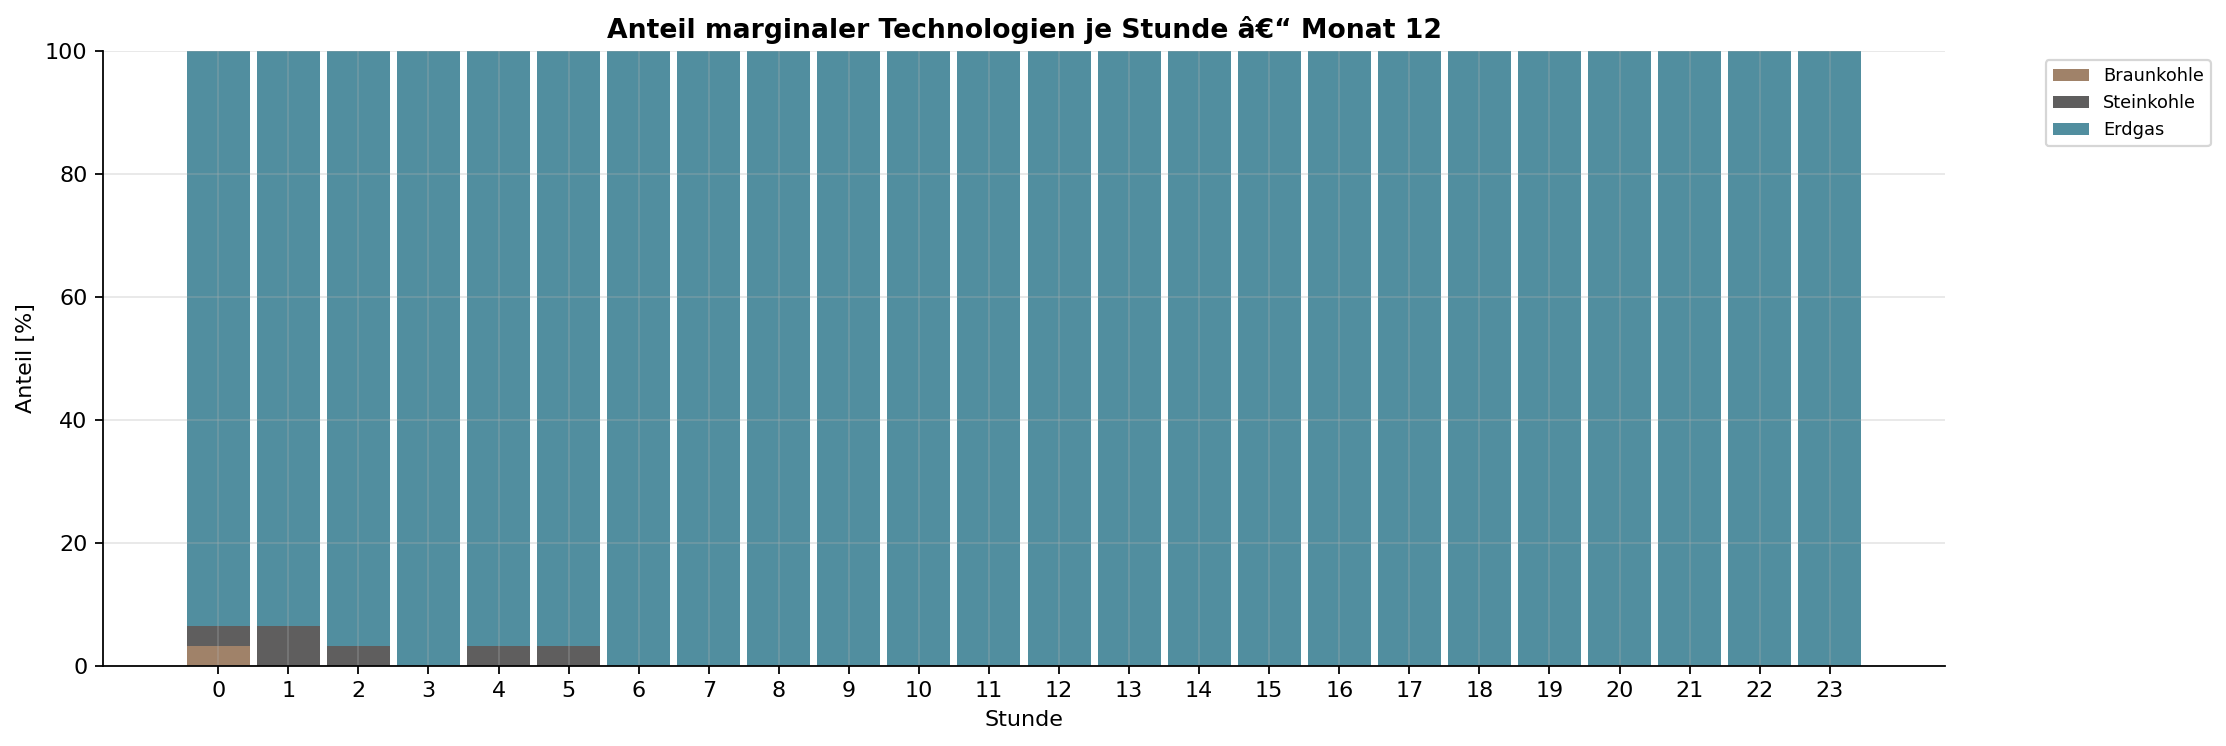 Anteil marginaler Technologien je Stunde â€“ Monat 12
Braunkohle
Steinkohle
Erdgas
Anteil [%]
100
80
60
40
20
0
0 1 2 3 4 5 6 7 8 9 10 11 12 13 14 15 16 17 18 19 20 21 22 23
Stunde